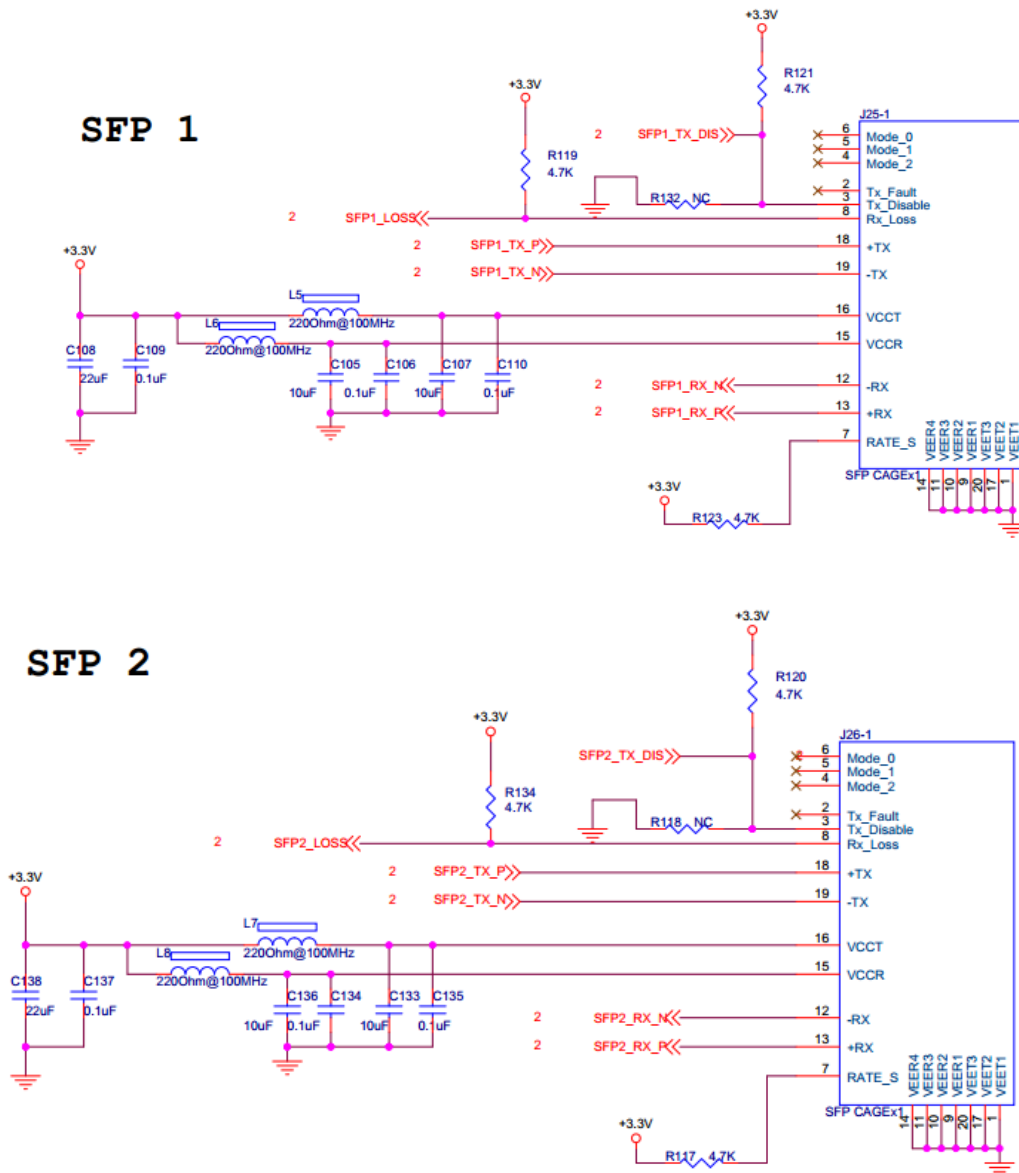 +3.3V
R121
4.7K
J25-1
+3.3V
SFP 1
2 SFP1_TX_DIS
6 Mode_0
5 Mode_1
4 Mode_2
R119
4.7K
2 Tx_Fault
R132 NC
3 Tx_Disable
2 SFP1_LOSS
8 Rx_Loss
2 SFP1_TX_P
18 +TX
+3.3V
2 SFP1_TX_N
19 -TX
L5
220Ohm@100MHz
16 VCCT
L6
220Ohm@100MHz
15 VCCR
C108
22uF
C109
0.1uF
C105
10uF
C106
0.1uF
C107
10uF
C110
0.1uF
2 SFP1_RX_N
12 -RX
2 SFP1_RX_P
13 +RX
7 RATE_S
VEER4 VEER3 VEER2 VEER1 VEET3 VEET2 VEET1
SFP CAGEx1
14 11 10 9 20 17 1
+3.3V
R123 4.7K
+3.3V
SFP 2
R120
4.7K
+3.3V
J26-1
SFP2_TX_DIS
6 Mode_0
5 Mode_1
4 Mode_2
R134
4.7K
2 Tx_Fault
R118 NC
3 Tx_Disable
2 SFP2_LOSS
8 Rx_Loss
2 SFP2_TX_P
18 +TX
+3.3V
2 SFP2_TX_N
19 -TX
L7
220Ohm@100MHz
16 VCCT
L8
220Ohm@100MHz
15 VCCR
C138
22uF
C137
0.1uF
C136
10uF
C134
0.1uF
C133
10uF
C135
0.1uF
2 SFP2_RX_N
12 -RX
2 SFP2_RX_P
13 +RX
7 RATE_S
VEER4 VEER3 VEER2 VEER1 VEET3 VEET2 VEET1
SFP CAGEx1
14 11 10 9 20 17 1
+3.3V
R117 4.7K